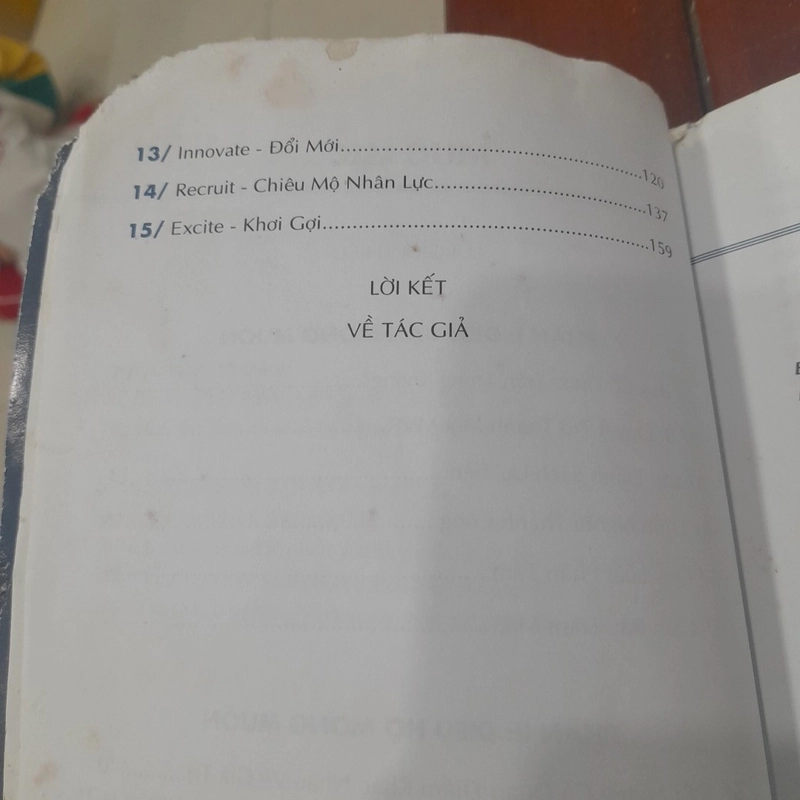 13/ Innovate - Đổi Mới..................................................120
14/ Recruit - Chiêu Mộ Nhân Lực...................................137
15/ Excite - Khơi Gợi....................................................159
LỜI KẾT
VỀ TÁC GIẢ